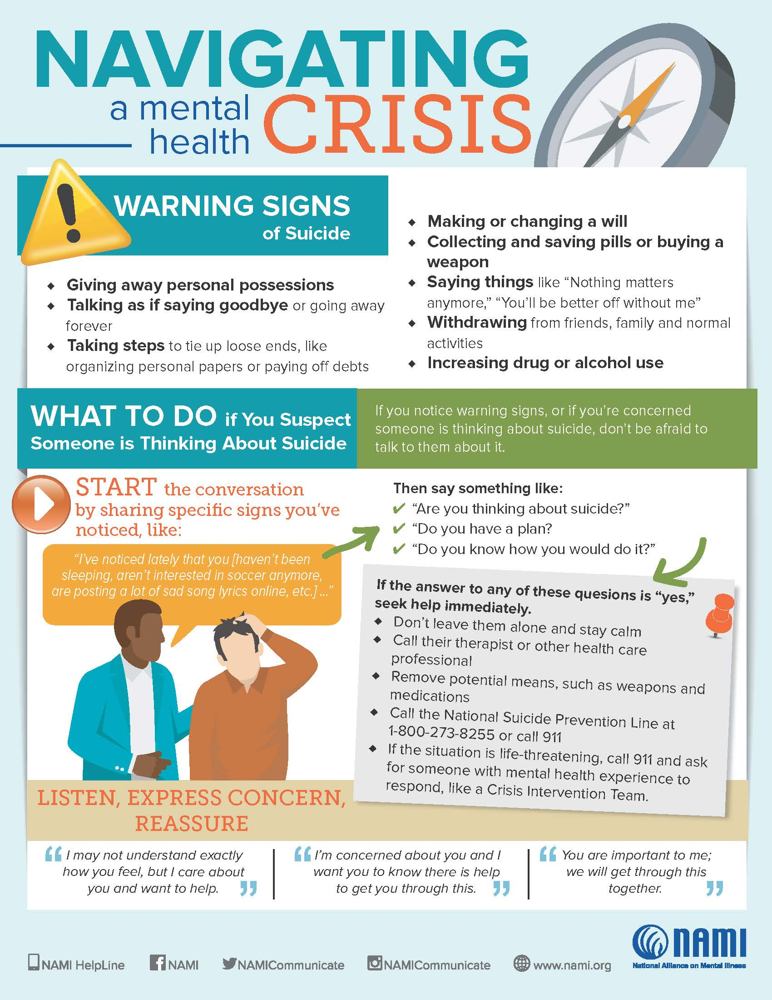 NAVIGATING
a mental
health
CRISIS
WARNING SIGNS
of Suicide
◆ Giving away personal possessions
◆ Talking as if saying goodbye or going away
forever
◆ Taking steps to tie up loose ends, like
organizing personal papers or paying off debts
◆ Making or changing a will
◆ Collecting and saving pills or buying a
weapon
◆ Saying things like “Nothing matters
anymore,” “You’ll be better off without me”
◆ Withdrawing from friends, family and normal
activities
◆ Increasing drug or alcohol use
WHAT TO DO if You Suspect
Someone is Thinking About Suicide
If you notice warning signs, or if you’re concerned
someone is thinking about suicide, don’t be afraid to
talk to them about it.
START the conversation
by sharing specific signs you’ve
noticed, like:
“I’ve noticed lately that you [haven’t been
sleeping, aren’t interested in soccer anymore,
are posting a lot of sad song lyrics online, etc.] ...”
Then say something like:
✔ “Are you thinking about suicide?”
✔ “Do you have a plan?
✔ “Do you know how you would do it?”
If the answer to any of these quesions is “yes,”
seek help immediately.
◆ Don’t leave them alone and stay calm
◆ Call their therapist or other health care
professional
◆ Remove potential means, such as weapons and
medications
◆ Call the National Suicide Prevention Line at
1-800-273-8255 or call 911
◆ If the situation is life-threatening, call 911 and ask
for someone with mental health experience to
respond, like a Crisis Intervention Team.
LISTEN, EXPRESS CONCERN,
REASSURE
“I may not understand exactly
how you feel, but I care about
you and want to help.”
“I’m concerned about you and I
want you to know there is help
to get you through this.”
“You are important to me;
we will get through this
together.”
NAMI HelpLine
NAMI
NAMICommunicate
NAMICommunicate
www.nami.org
NAMI
National Alliance on Mental Illness